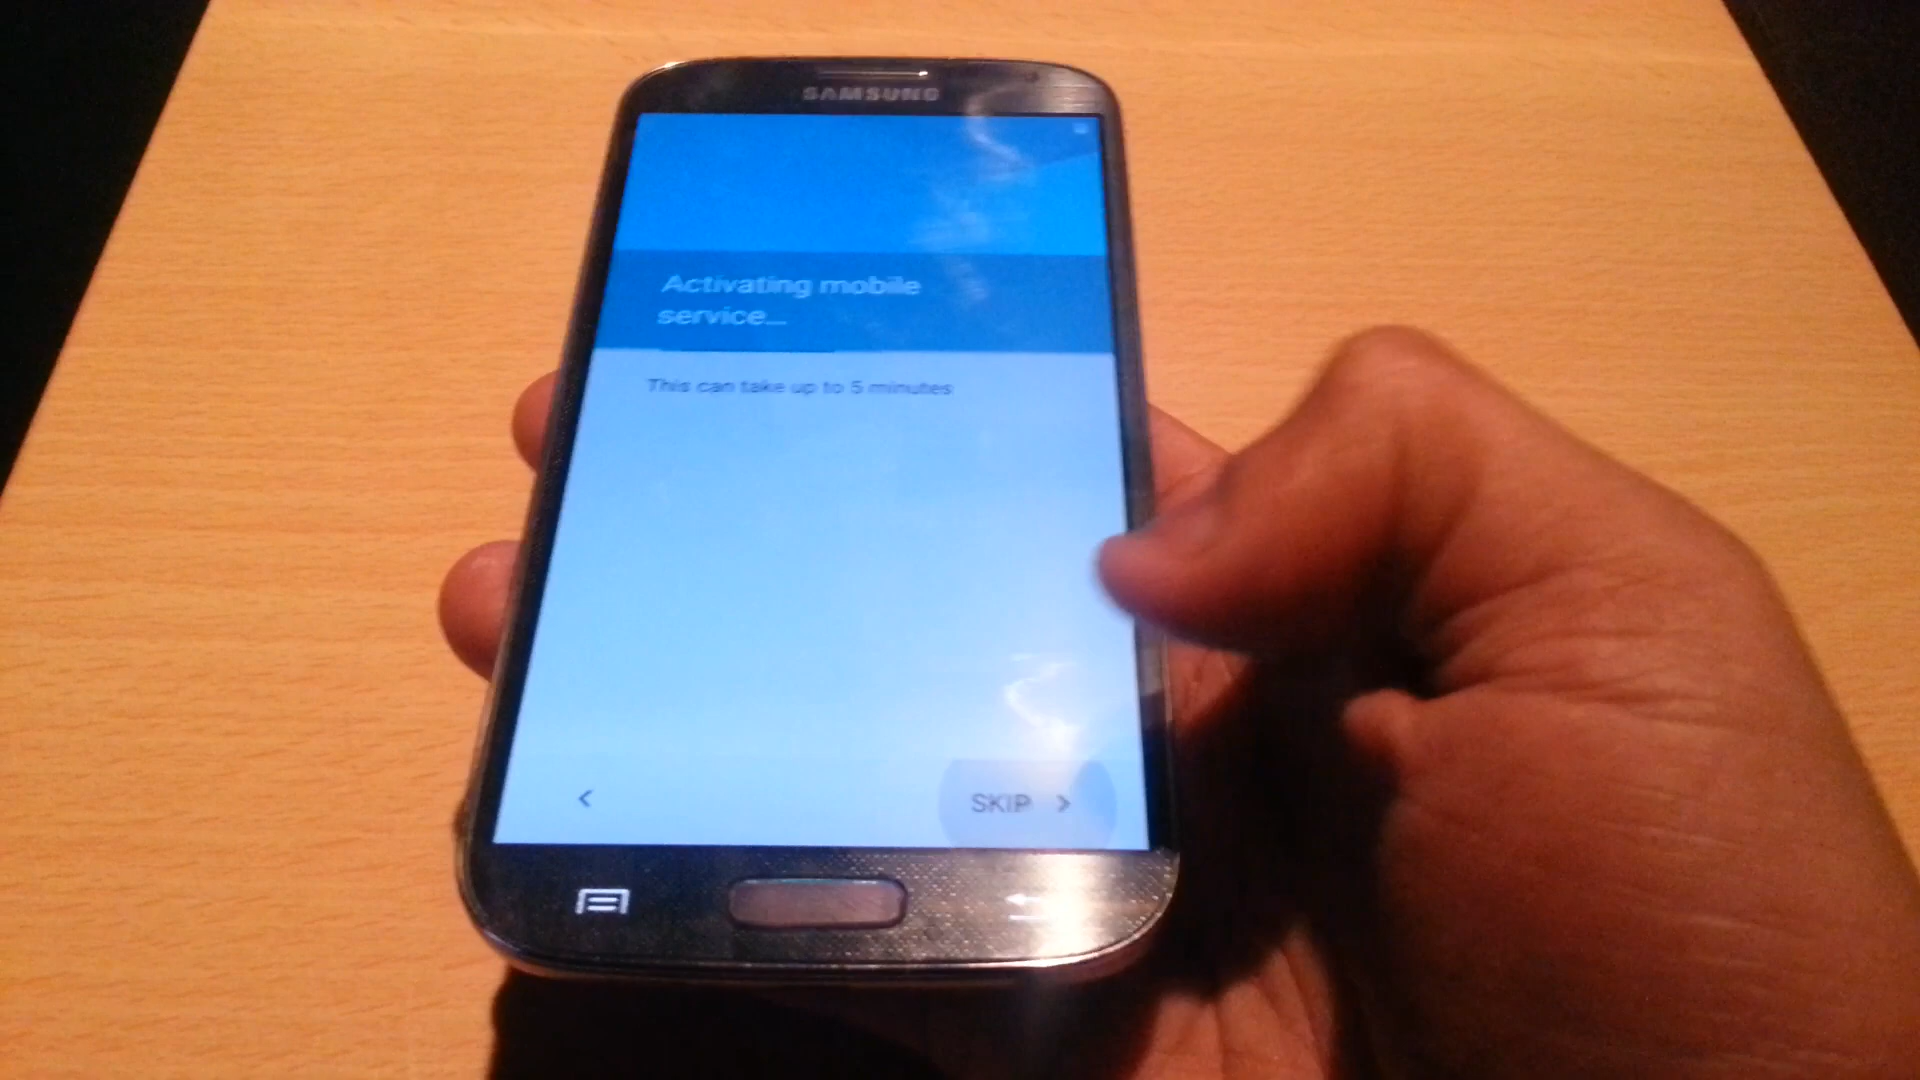 SAMSUNG
Activating mobile
service...
This can take up to 5 minutes
SKIP